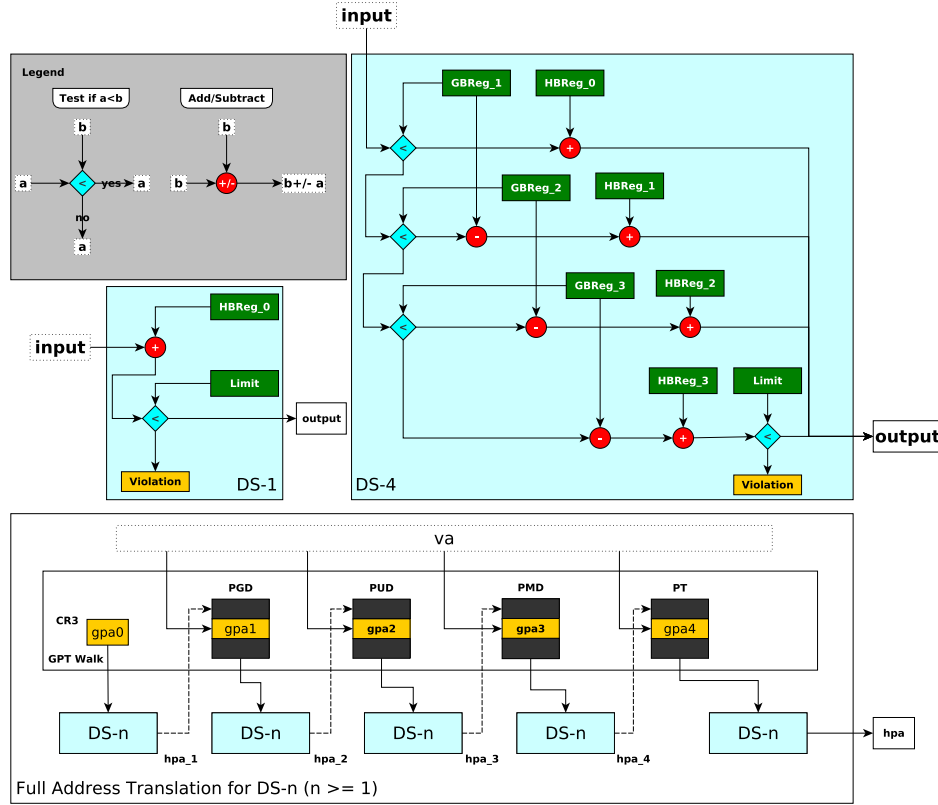 input
Legend
Test if a<b
Add/Subtract
b
b
a
<
yes
a
b
+/-
b+/- a
no
a
GBReg_1
HBReg_0
<
+
GBReg_2
HBReg_1
<
-
+
GBReg_3
HBReg_2
<
-
+
HBReg_3
Limit
-
+
<
output
Violation
DS-4
HBReg_0
input
+
Limit
<
output
Violation
DS-1
va
PGD
PUD
PMD
PT
CR3
gpa0
gpa1
gpa2
gpa3
gpa4
GPT Walk
DS-n
DS-n
DS-n
DS-n
DS-n
hpa
hpa_1
hpa_2
hpa_3
hpa_4
Full Address Translation for DS-n (n >= 1)